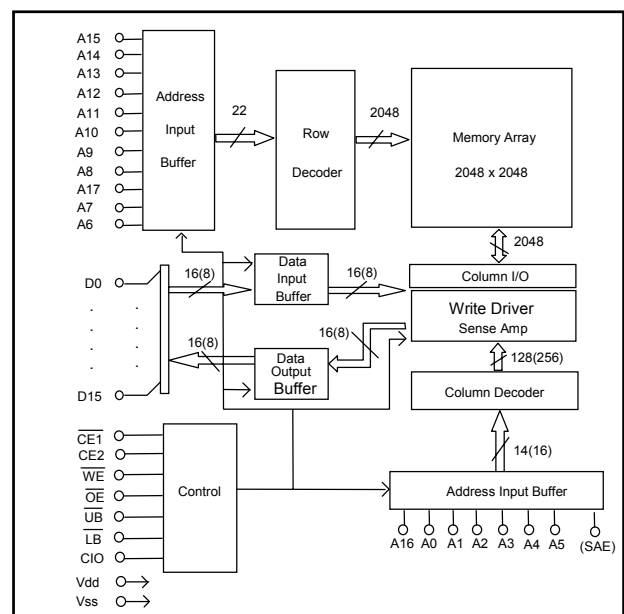 A15
A14
A13
A12
A11
A10
A9
A8
A17
A7
A6
Address
Input
Buffer
22
Row
Decoder
2048
Memory Array
2048 x 2048
2048
D0
.
.
.
.
D15
.
.
.
.
16(8)
Data
Input
Buffer
16(8)
Column I/O
Write Driver
Sense Amp
16(8)
Data
Output
Buffer
16(8)
128(256)
Column Decoder
14(16)
Address Input Buffer
A16 A0 A1 A2 A3 A4 A5 (SAE)
CE1
CE2
WE
OE
UB
LB
CIO
Control
Vdd
Vss